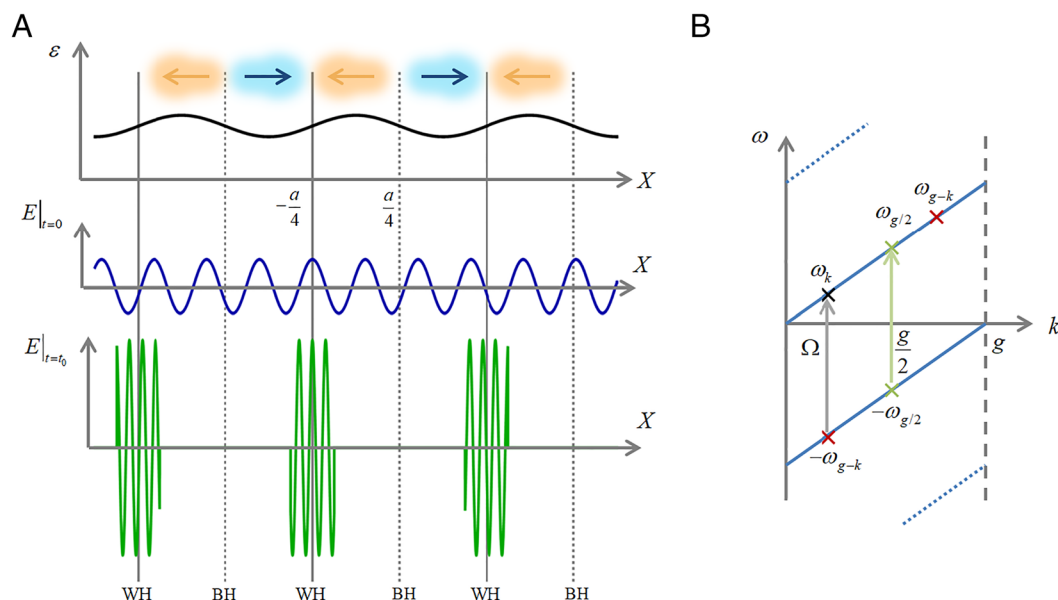 A
ε
X
-a/4
a/4
E|t=0
X
E|t=t0
X
WH
BH
WH
BH
WH
BH
B
ω
ωg-k
ωg/2
ωk
k
Ω
g/2
g
-ωg/2
-ωg-k